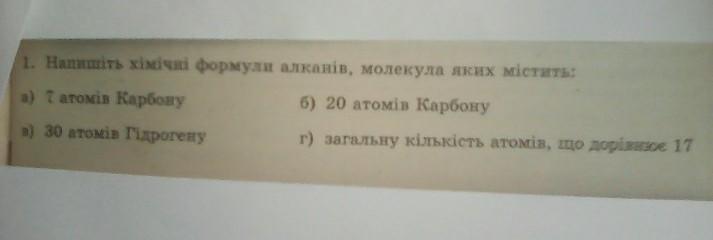 1. Напишіть хімічні формули алканів, молекула яких містить:
а) 7 атомів Карбону б) 20 атомів Карбону
в) 30 атомів Гідрогену г) загальну кількість атомів, що дорівнює 17